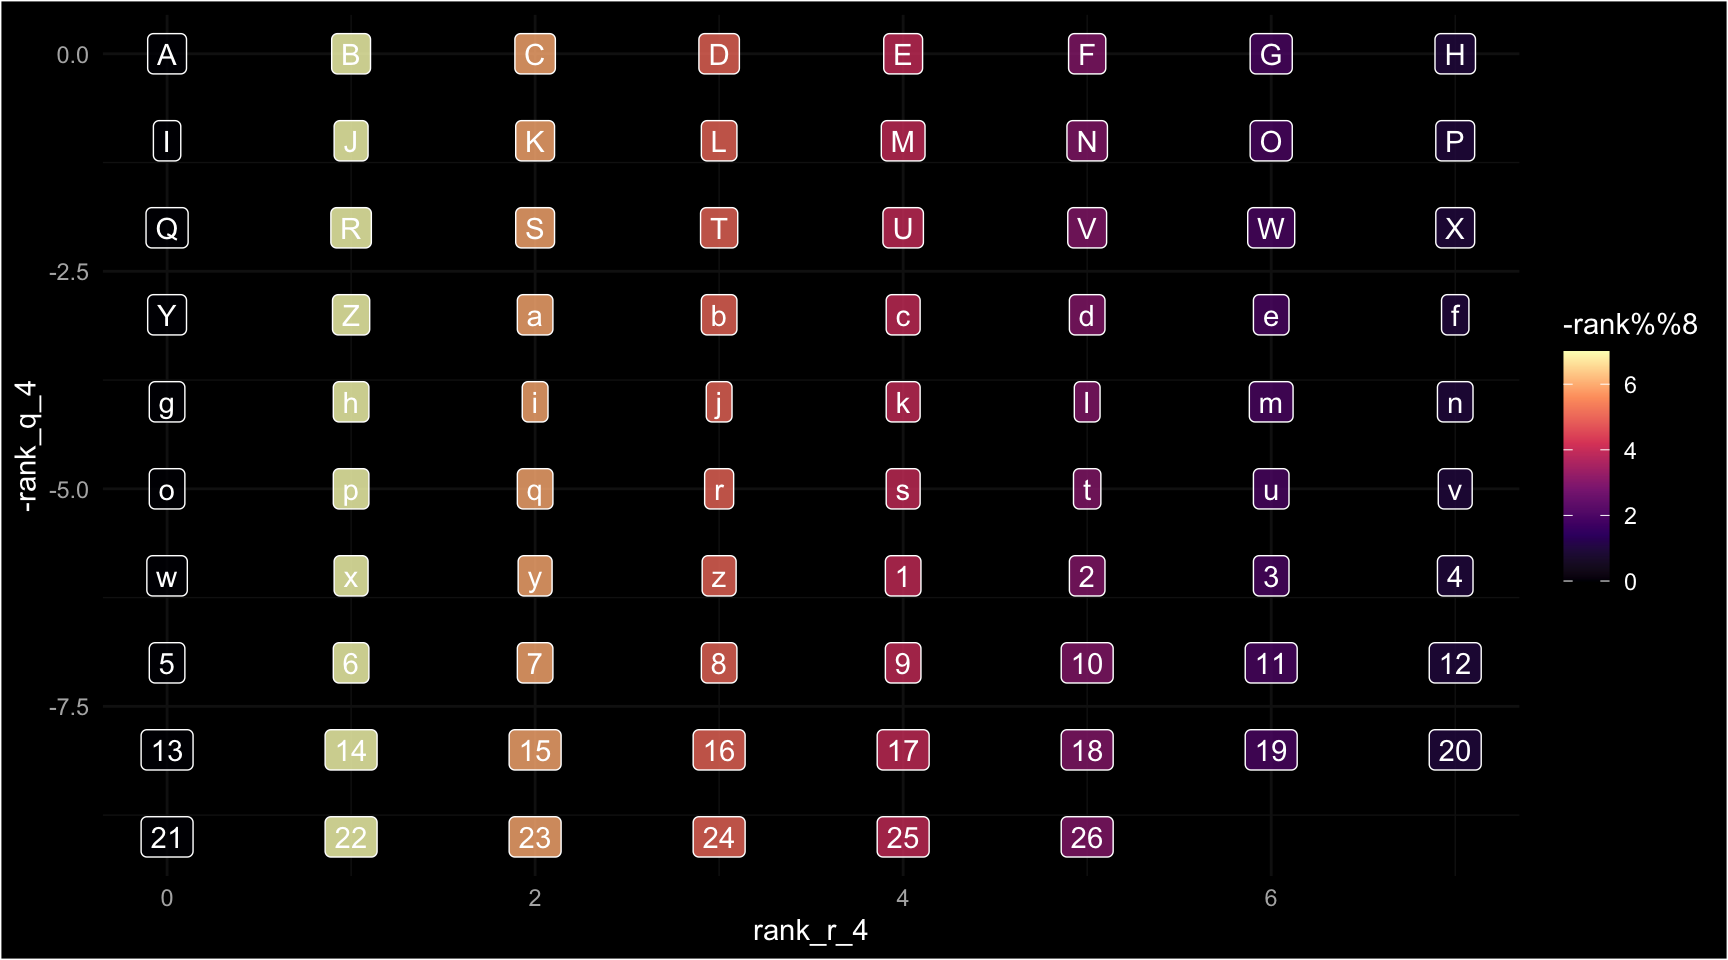 0.0 A B C D E F G H
I J K L M N O P
Q R S T U V W X
-2.5
Y Z a b c d e f
-rank%%8
6
g h i j k l m n
4
-rank_q_4
-5.0 o p q r s t u v
2
w x y z 1 2 3 4
0
5 6 7 8 9 10 11 12
-7.5
13 14 15 16 17 18 19 20
21 22 23 24 25 26
0 2 4 6
rank_r_4